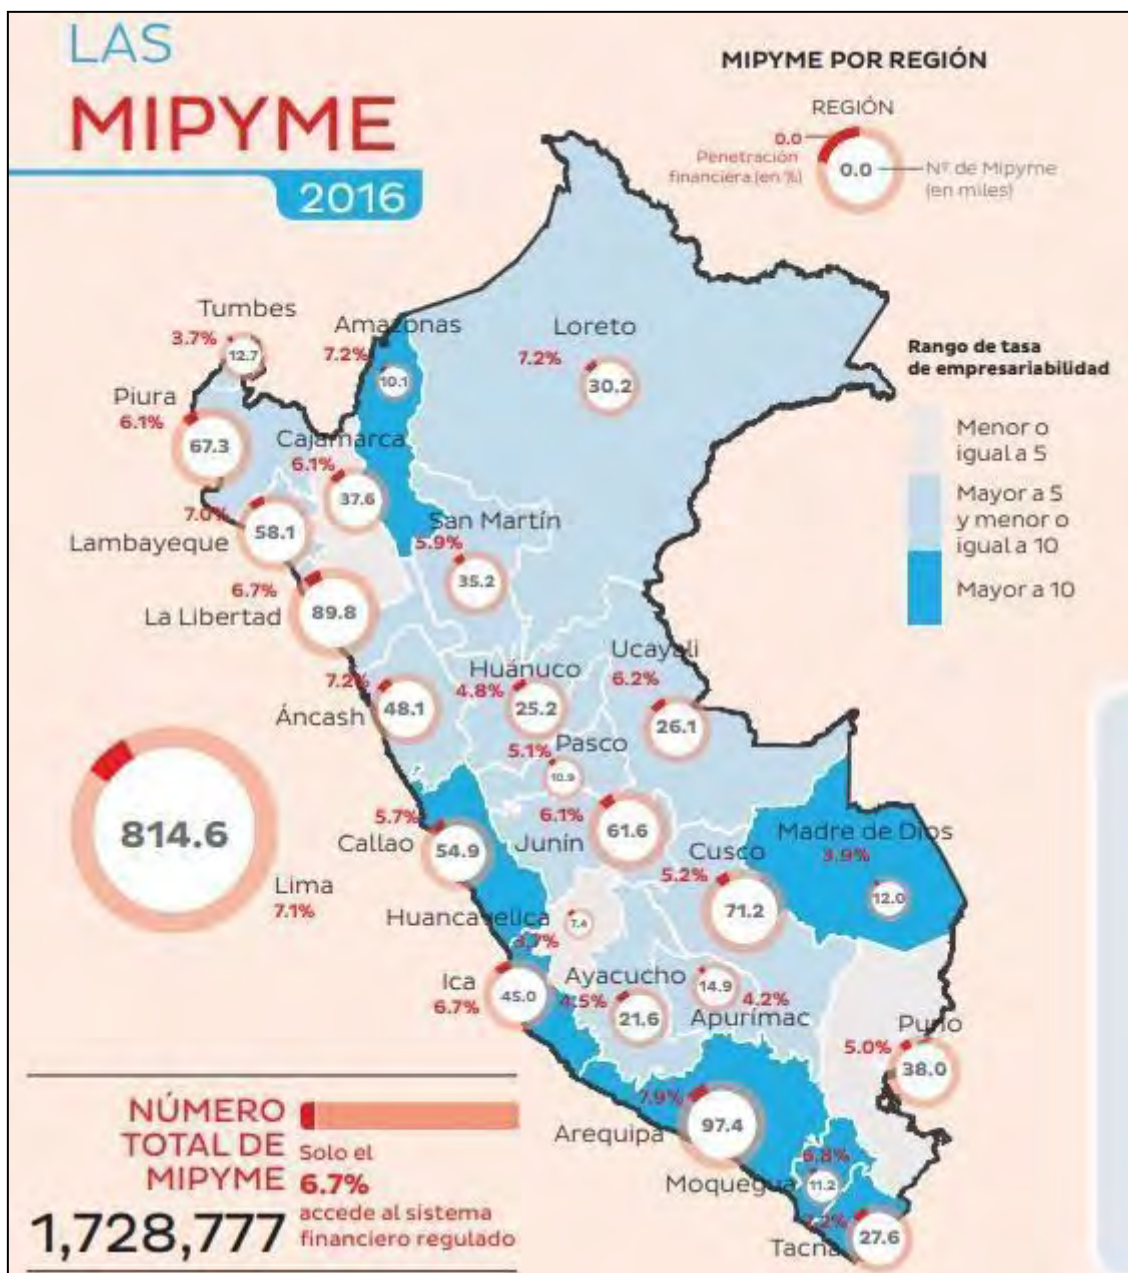 LAS
MIPYME
2016
MIPYME POR REGIÓN
REGIÓN
0.0
Penetración
financiera (en %)
0.0
Nº de Mipyme
(en miles)
Rango de tasa
de empresariabilidad
Menor o
igual a 5
Mayor a 5
y menor o
igual a 10
Mayor a 10
Tumbes
3.7%
12.7
Amazonas
7.2%
10.1
Loreto
7.2%
30.2
Piura
6.1%
67.3
Cajamarca
6.1%
37.6
7.0%
Lambayeque
58.1
San Martín
5.9%
35.2
6.7%
La Libertad
89.8
Ucayali
6.2%
26.1
Huánuco
4.8%
25.2
7.2%
Áncash
48.1
5.1%
Pasco
10.9
814.6
Lima
7.1%
5.7%
Callao
54.9
6.1%
Junín
61.6
Madre de Dios
3.9%
12.0
Cusco
5.2%
71.2
Huancavelica
3.7%
Ica
6.7%
45.0
Ayacucho
4.5%
21.6
14.9
4.2%
Apurímac
Puno
5.0%
38.0
7.9%
Arequipa
97.4
6.8%
Moquegua
11.2
7.2%
Tacna
27.6
NÚMERO
TOTAL DE
MIPYME
1,728,777
Solo el
6.7%
accede al sistema
financiero regulado